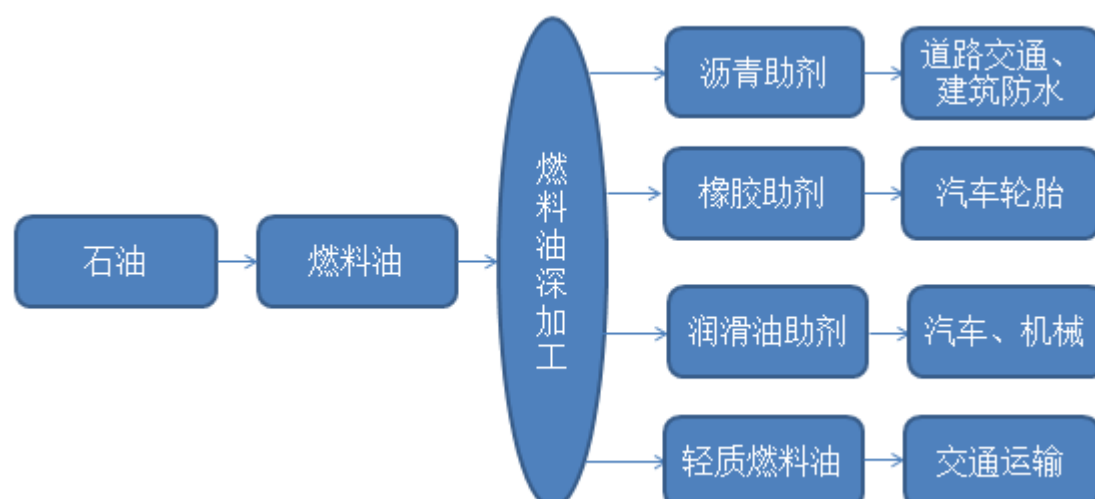 石油
燃料油
燃料油深加工
沥青助剂
道路交通、
建筑防水
橡胶助剂
汽车轮胎
润滑油助剂
汽车、机械
轻质燃料油
交通运输